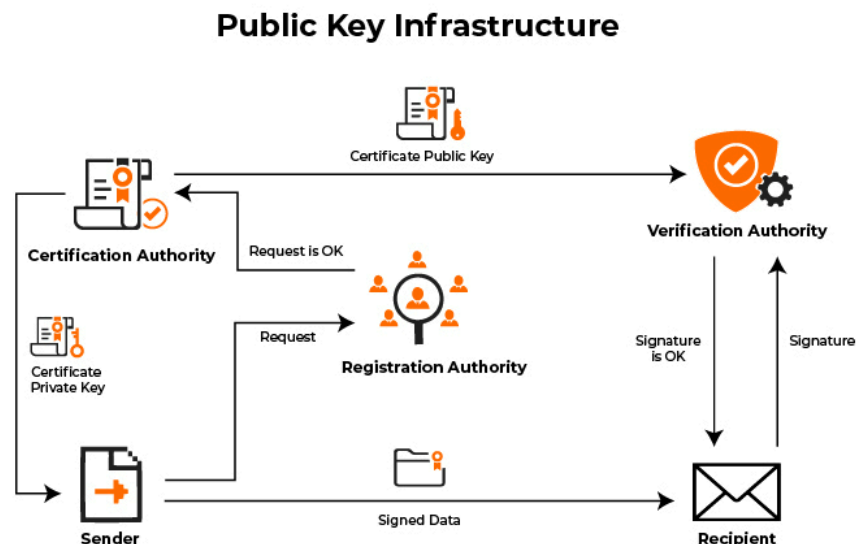 Public Key Infrastructure
Certificate Public Key
Verification Authority
Certification Authority
Request is OK
Request
Registration Authority
Certificate
Private Key
Signature
is OK
Signature
Signed Data
Sender
Recipient